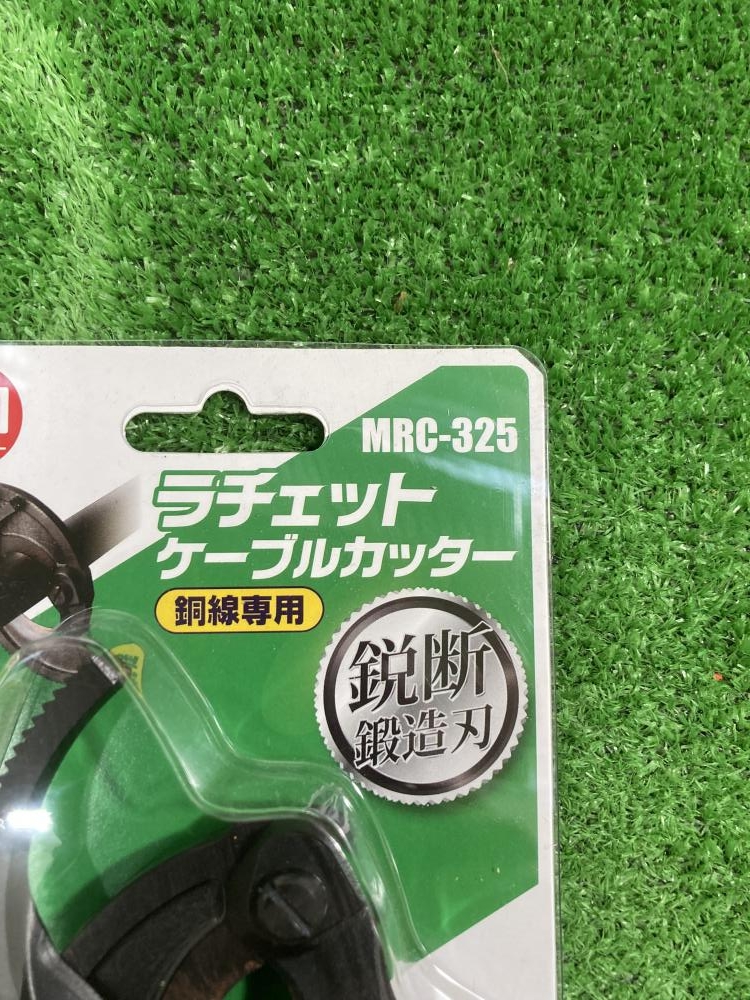 MRC-325
ラチェット
ケーブルカッター
銅線専用
鋭断
鍛造刃